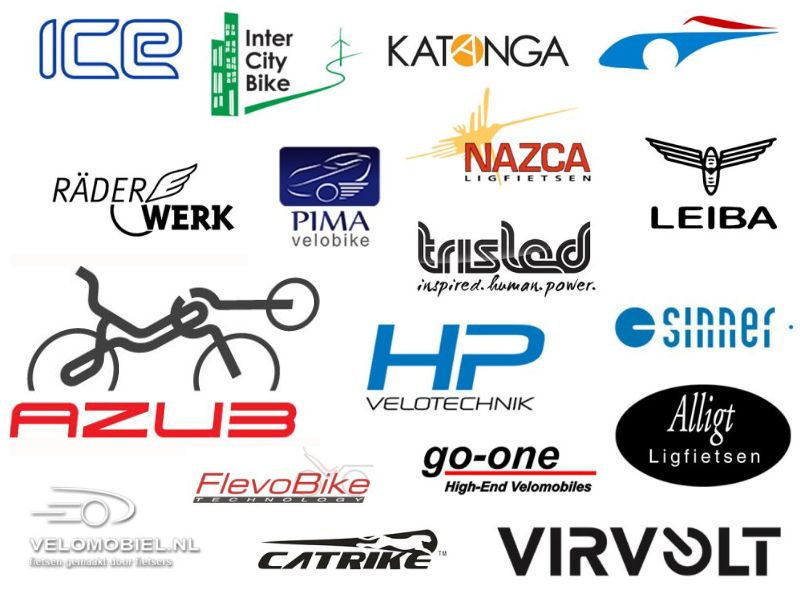 ICE
Inter
City
Bike
KATANGA
NAZCA
LIGFIETSEN
RÄDER
WERK
PIMA
velobike
LEIBA
trisled
inspired.human.power.
sinner
HP
VELOTECHNIK
AZUB
Alligt
Ligfietsen
go-one
High-End Velomobiles
FlevoBike
TECHNOLOGY
VELOMOBIEL.NL
fietsen gemaakt door fietsers
CATRIKE™
VIRVOLT